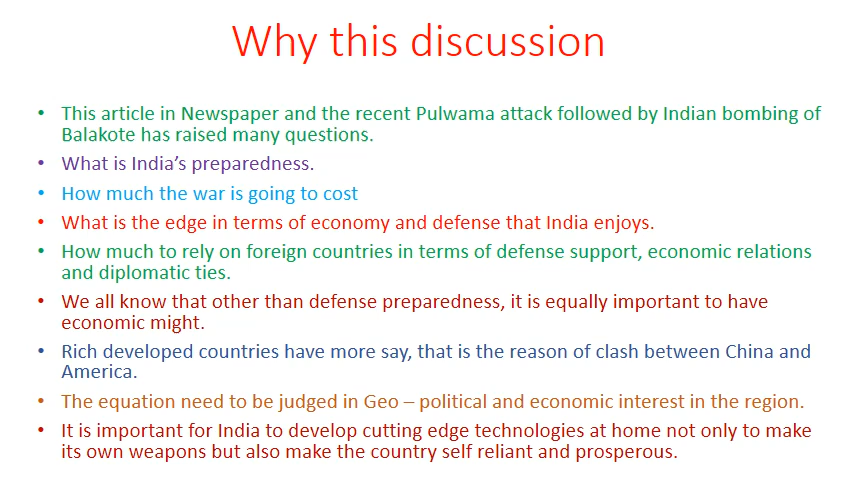 Why this discussion
• This article in Newspaper and the recent Pulwama attack followed by Indian bombing of
Balakote has raised many questions.
• What is India's preparedness.
• How much the war is going to cost
• What is the edge in terms of economy and defense that India enjoys.
• How much to rely on foreign countries in terms of defense support, economic relations
and diplomatic ties.
• We all know that other than defense preparedness, it is equally important to have
economic might.
• Rich developed countries have more say, that is the reason of clash between China and
America.
• The equation need to be judged in Geo – political and economic interest in the region.
• It is important for India to develop cutting edge technologies at home not only to make
its own weapons but also make the country self reliant and prosperous.